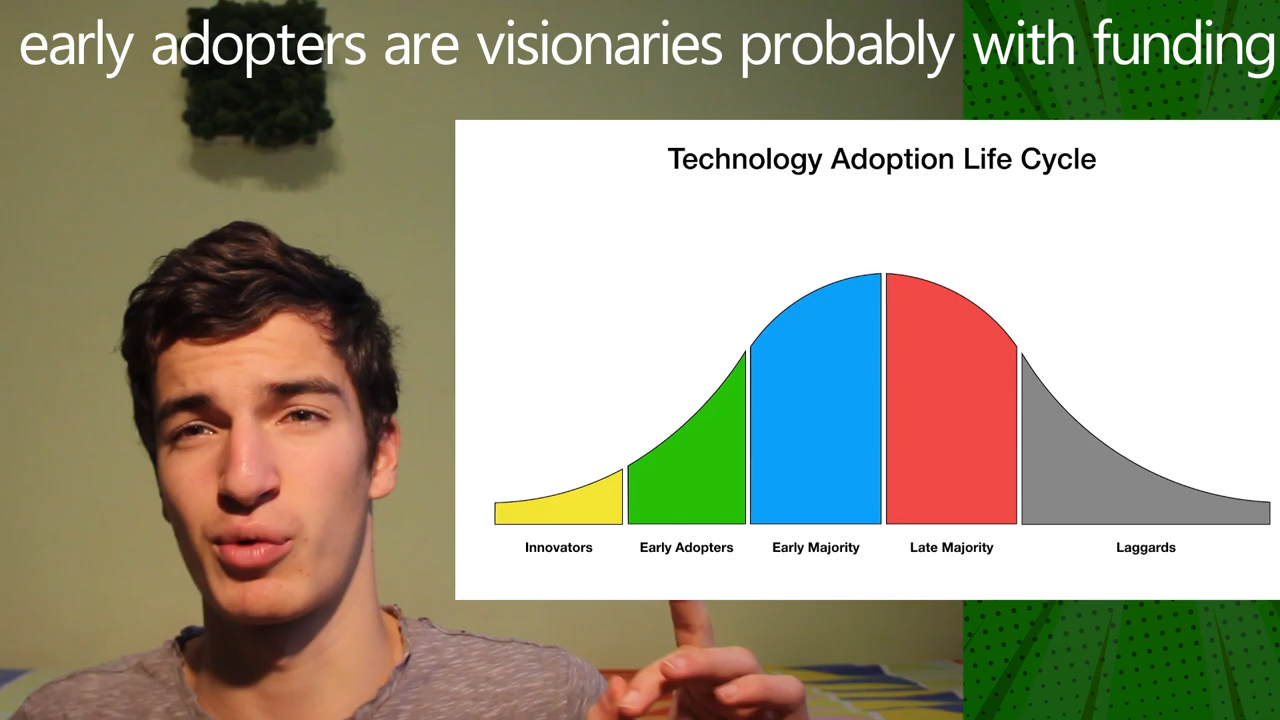 early adopters are visionaries probably with funding
Technology Adoption Life Cycle
Innovators
Early Adopters
Early Majority
Late Majority
Laggards